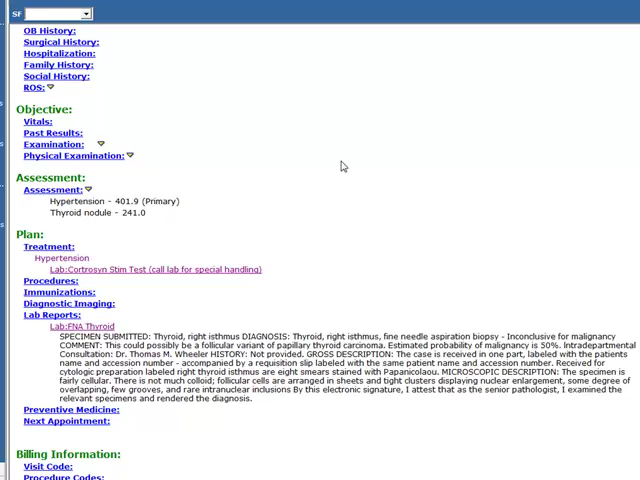 SF
OB History:
Surgical History:
Hospitalization:
Family History:
Social History:
ROS:
Objective:
Vitals:
Past Results:
Examination:
Physical Examination:
Assessment:
Assessment:
Hypertension - 401.9 (Primary)
Thyroid nodule - 241.0
Plan:
Treatment:
Hypertension
Lab:Cortrosyn Stim Test (call lab for special handling)
Procedures:
Immunizations:
Diagnostic Imaging:
Lab Reports:
Lab:FNA Thyroid
SPECIMEN SUBMITTED: Thyroid, right isthmus DIAGNOSIS: Thyroid, right isthmus, fine needle aspiration biopsy - Inconclusive for malignancy
COMMENT: This could possibly be a follicular variant of papillary thyroid carcinoma. Estimated probability of malignancy is 50%. Intradepartmental
Consultation: Dr. Thomas M. Wheeler HISTORY: Not provided. GROSS DESCRIPTION: The case is received in one part, labeled with the patients
name and accession number - accompanied by a requisition slip labeled with the same patient name and accession number. Received for
cytologic preparation labeled right thyroid isthmus are eight smears stained with Papanicolaou. MICROSCOPIC DESCRIPTION: The specimen is
fairly cellular. There is not much colloid; follicular cells are arranged in sheets and tight clusters displaying nuclear enlargement, some degree of
overlapping, few grooves, and rare intranuclear inclusions By this electronic signature, I attest that as the senior pathologist, I examined the
relevant specimens and rendered the diagnosis.
Preventive Medicine:
Next Appointment:
Billing Information:
Visit Code:
Procedure Codes: